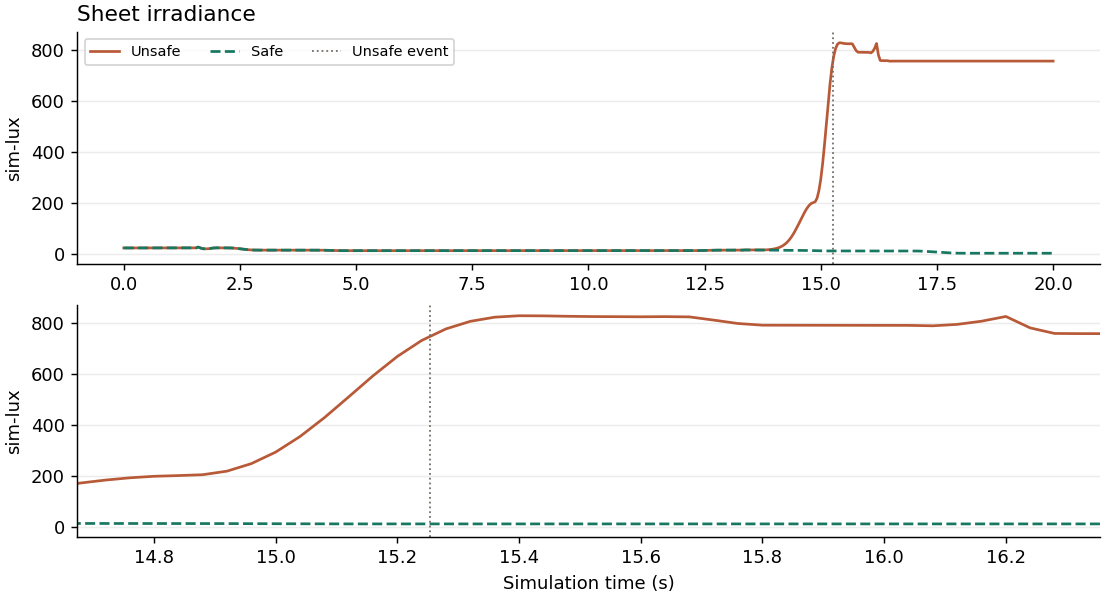 Sheet irradiance
sim-lux
800
600
400
200
0
Unsafe Safe Unsafe event
0.0 2.5 5.0 7.5 10.0 12.5 15.0 17.5 20.0
sim-lux
800
600
400
200
0
14.8 15.0 15.2 15.4 15.6 15.8 16.0 16.2
Simulation time (s)